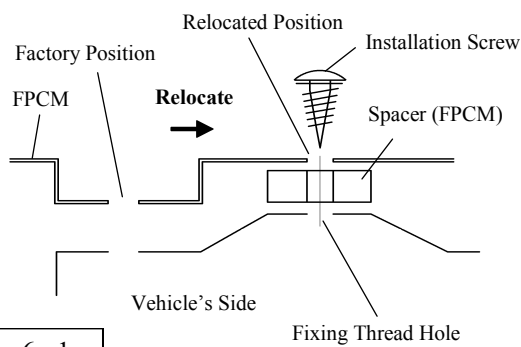 Relocated Position
Installation Screw
Factory Position
FPCM
Relocate
Spacer (FPCM)
Vehicle's Side
Fixing Thread Hole